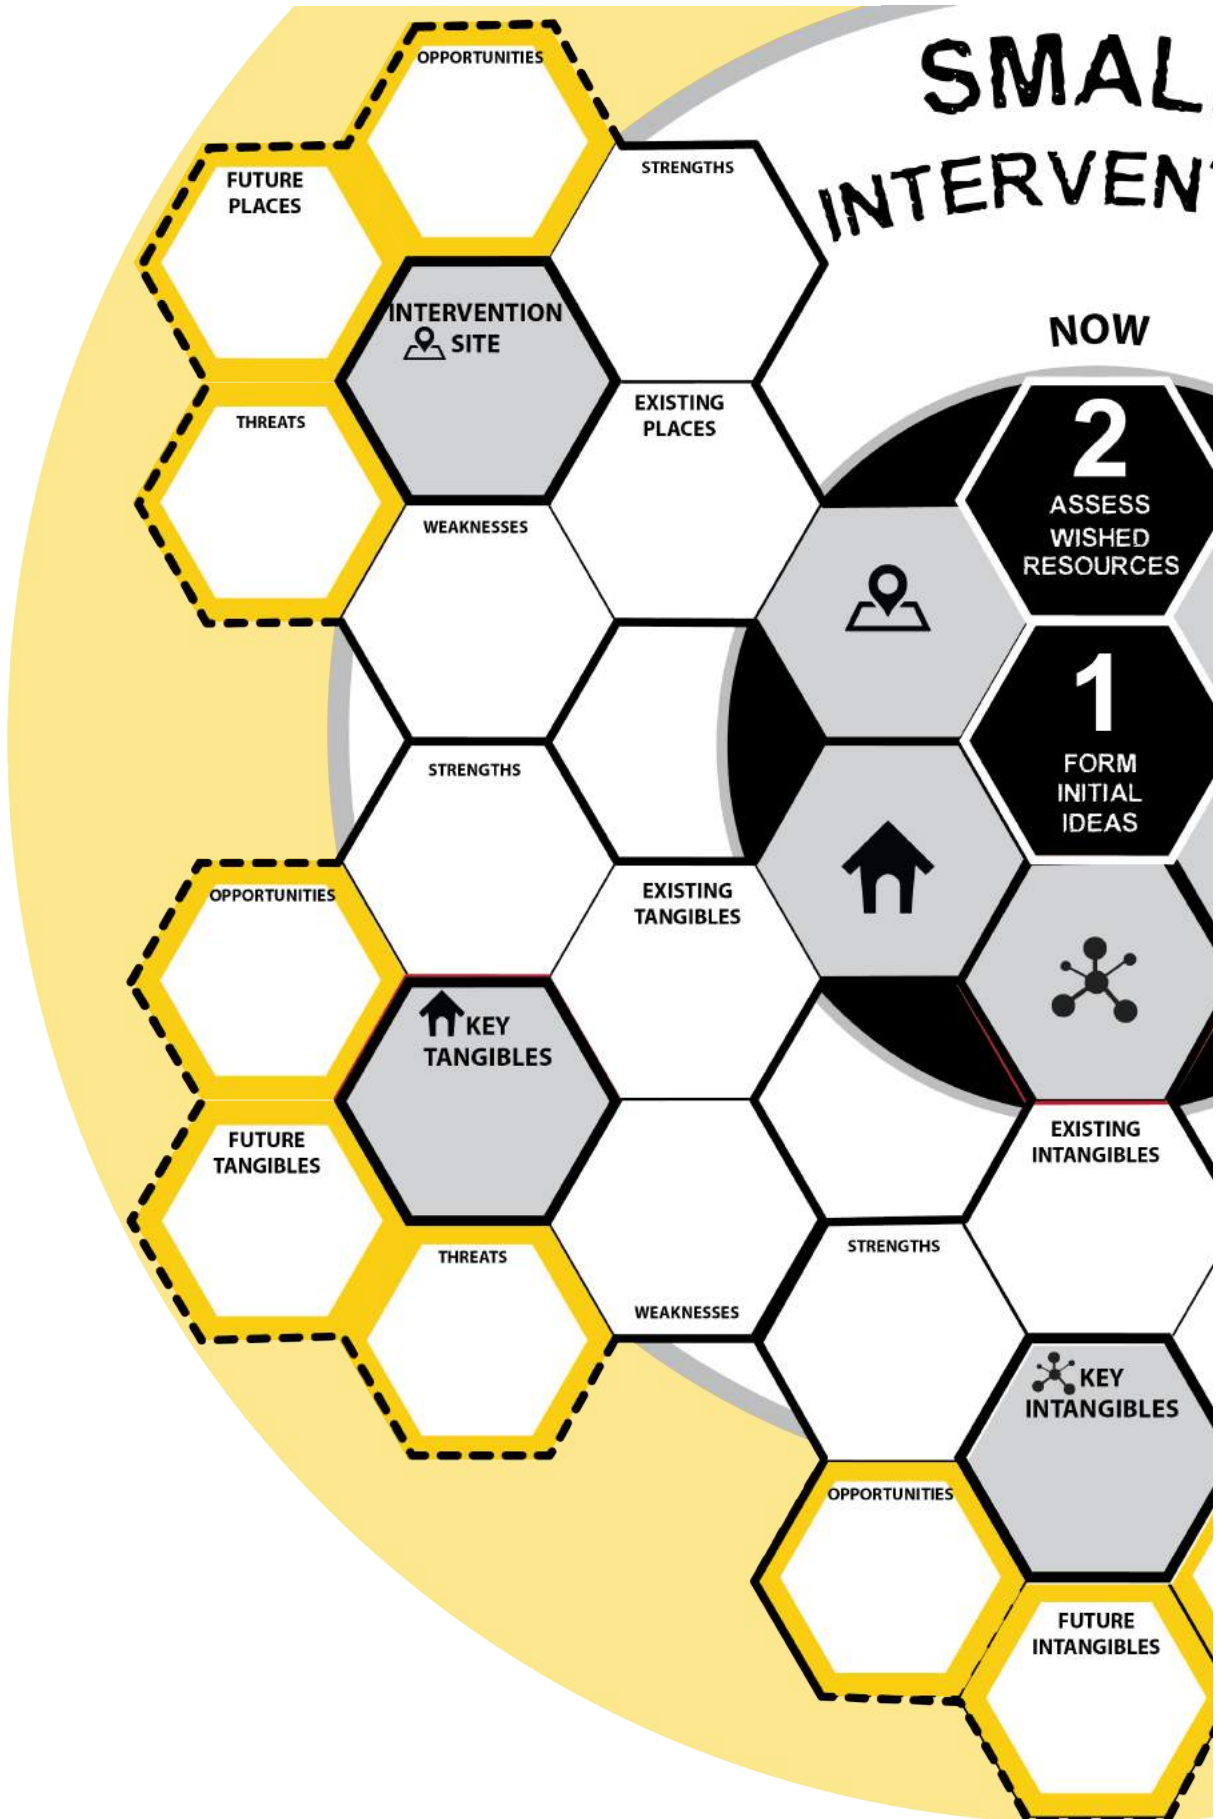 SMAL
INTERVEN
NOW
OPPORTUNITIES
STRENGTHS
FUTURE
PLACES
INTERVENTION
SITE
THREATS
EXISTING
PLACES
WEAKNESSES
2
ASSESS
WISHED
RESOURCES
1
FORM
INITIAL
IDEAS
STRENGTHS
OPPORTUNITIES
EXISTING
TANGIBLES
KEY
TANGIBLES
FUTURE
TANGIBLES
THREATS
WEAKNESSES
EXISTING
INTANGIBLES
STRENGTHS
KEY
INTANGIBLES
OPPORTUNITIES
FUTURE
INTANGIBLES